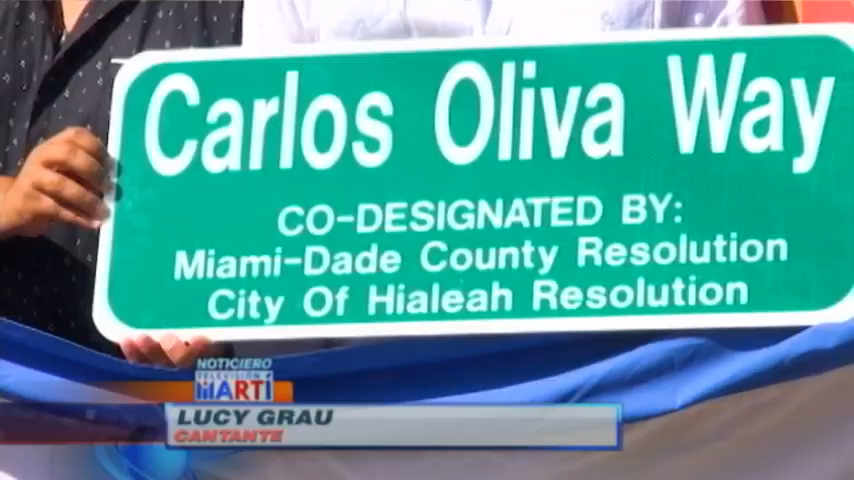 Carlos Oliva Way
CO-DESIGNATED BY:
Miami-Dade County Resolution
City Of Hialeah Resolution
NOTICIERO
TELEVISIÓN
MARTÍ
LUCY GRAU
CANTANTE